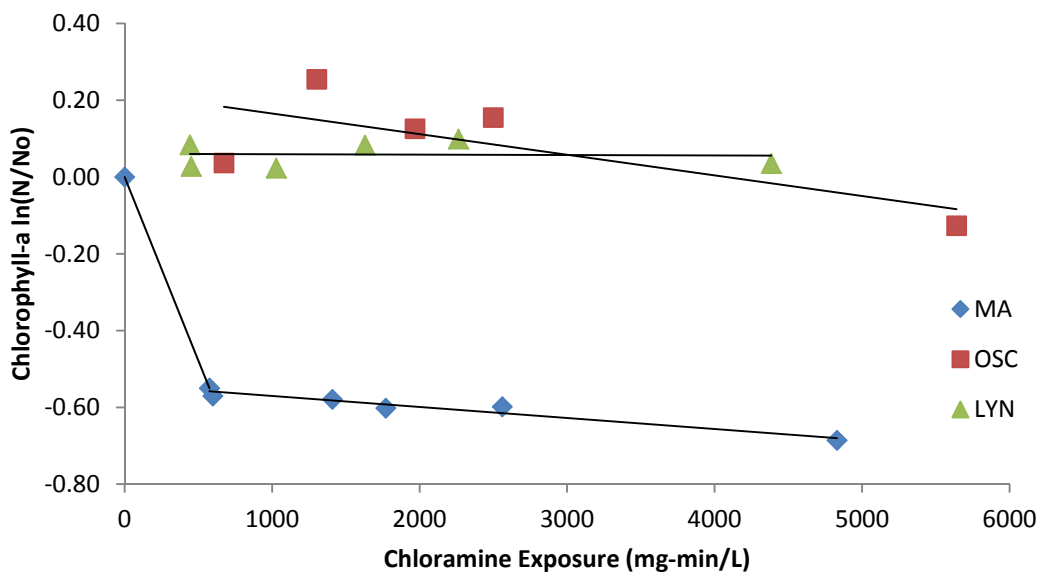 Chlorophyll-a ln(N/No)
0.40
0.20
0.00
-0.20
-0.40
-0.60
-0.80
0 1000 2000 3000 4000 5000 6000
Chloramine Exposure (mg-min/L)
MA
OSC
LYN